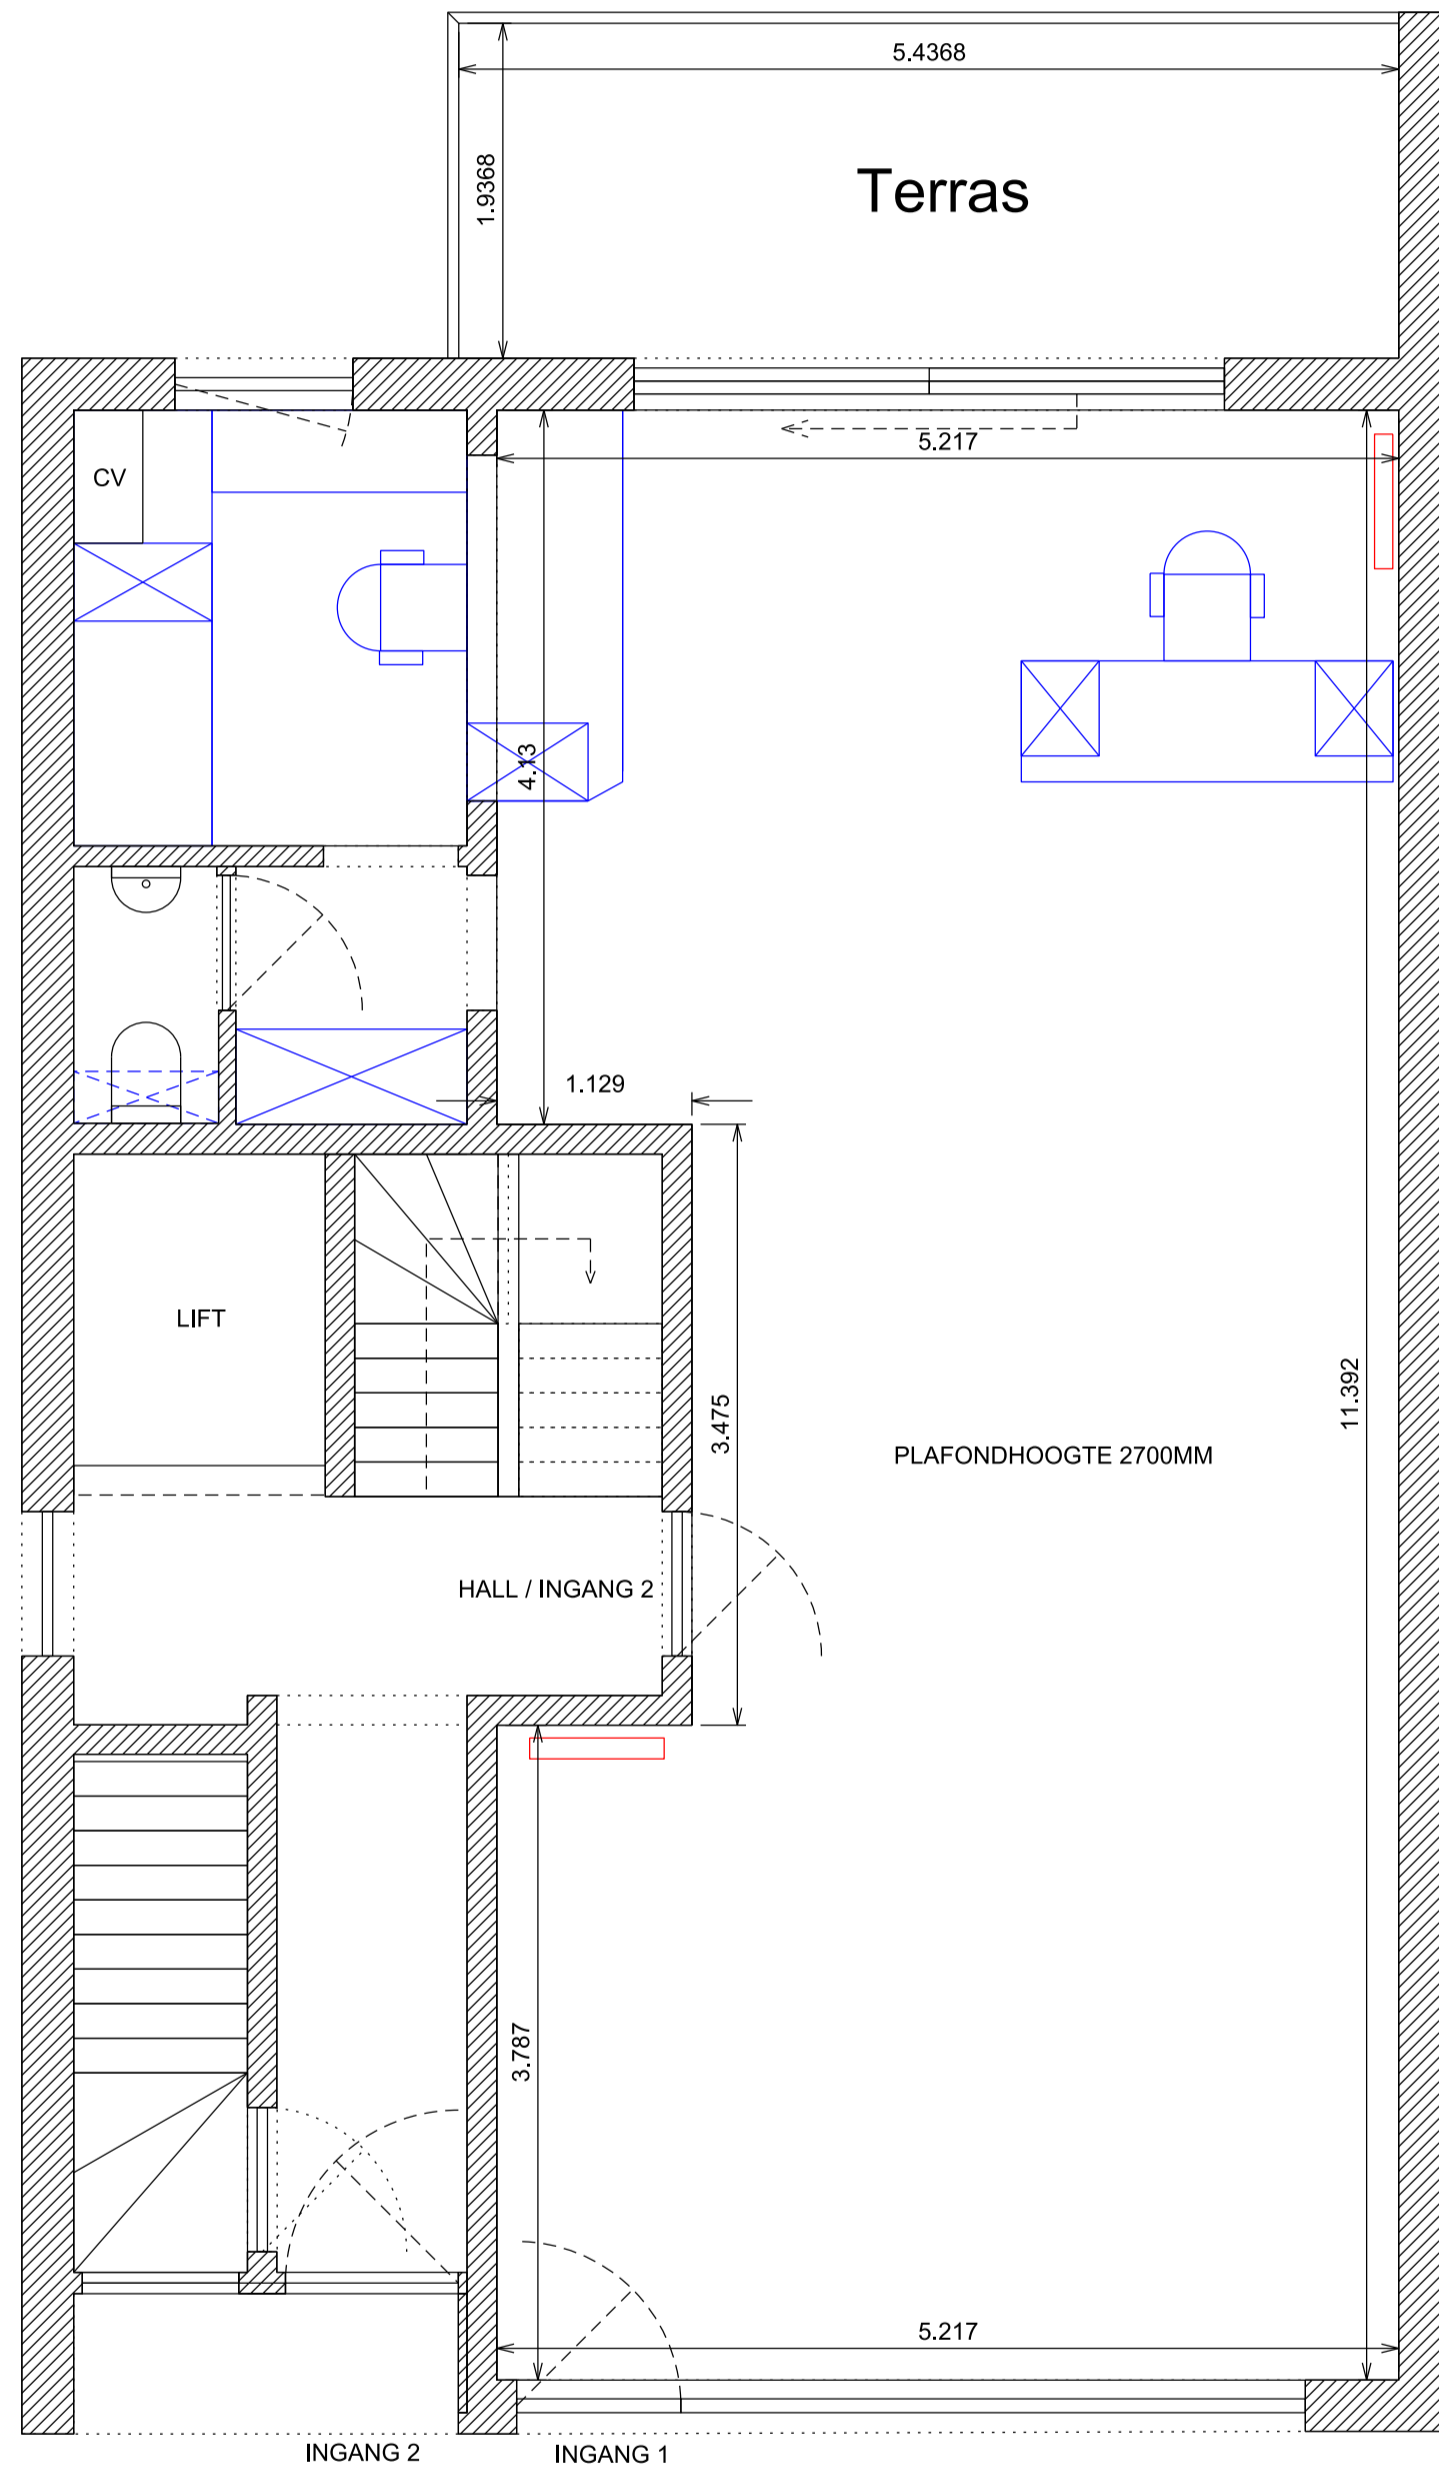 5.4368
1.9368
Terras
5.217
CV
4.13
1.129
LIFT
3.475
11.392
PLAFONDHOOGTE 2700MM
HALL / INGANG 2
3.787
5.217
INGANG 2
INGANG 1